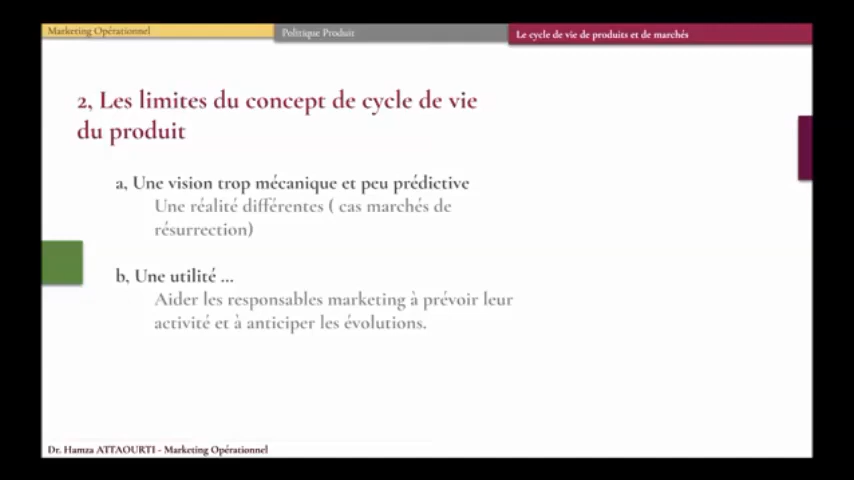 Marketing Opérationnel
Politique Produit
Le cycle de vie de produits et de marchés
2, Les limites du concept de cycle de vie
du produit
a, Une vision trop mécanique et peu prédictive
Une réalité différentes ( cas marchés de
résurrection)
b, Une utilité ...
Aider les responsables marketing à prévoir leur
activité et à anticiper les évolutions.
Dr. Hamza ATTAOURTI - Marketing Opérationnel